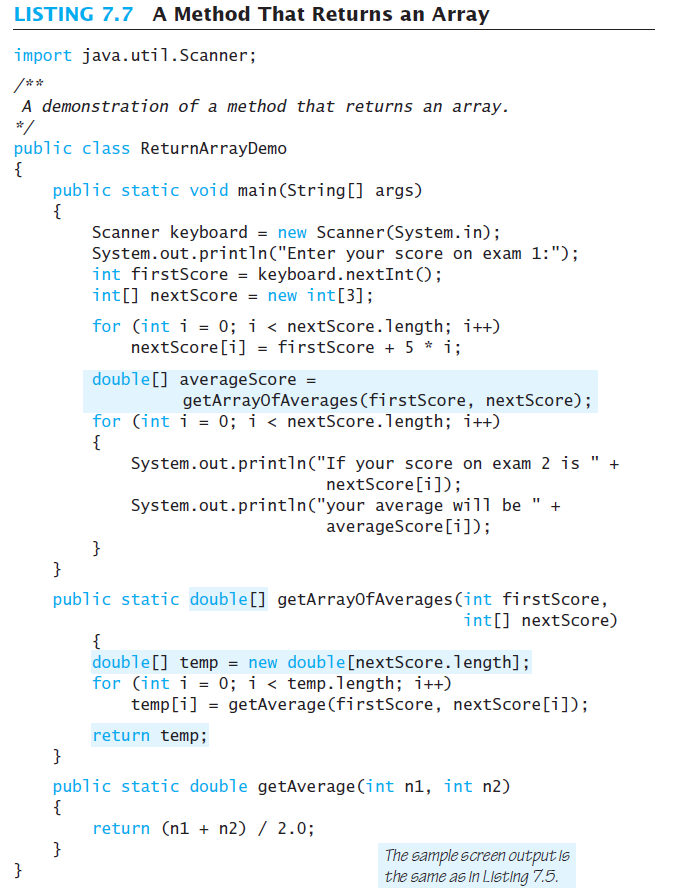 LISTING 7.7 A Method That Returns an Array
import java.util.Scanner;
/**
A demonstration of a method that returns an array.
*/
public class ReturnArrayDemo
{
    public static void main(String[] args)
    {
        Scanner keyboard = new Scanner(System.in);
        System.out.println("Enter your score on exam 1:");
        int firstScore = keyboard.nextInt();
        int[] nextScore = new int[3];
        for (int i = 0; i < nextScore.length; i++)
            nextScore[i] = firstScore + 5 * i;
        double[] averageScore =
                getArrayOfAverages(firstScore, nextScore);
        for (int i = 0; i < nextScore.length; i++)
        {
            System.out.println("If your score on exam 2 is " +
                                nextScore[i]);
            System.out.println("your average will be " +
                                averageScore[i]);
        }
    }
    public static double[] getArrayOfAverages(int firstScore,
                                              int[] nextScore)
        {
        double[] temp = new double[nextScore.length];
        for (int i = 0; i < temp.length; i++)
            temp[i] = getAverage(firstScore, nextScore[i]);
        return temp;
    }
    public static double getAverage(int n1, int n2)
    {
        return (n1 + n2) / 2.0;
    }
}
The sample screen output is
the same as in Listing 7.5.